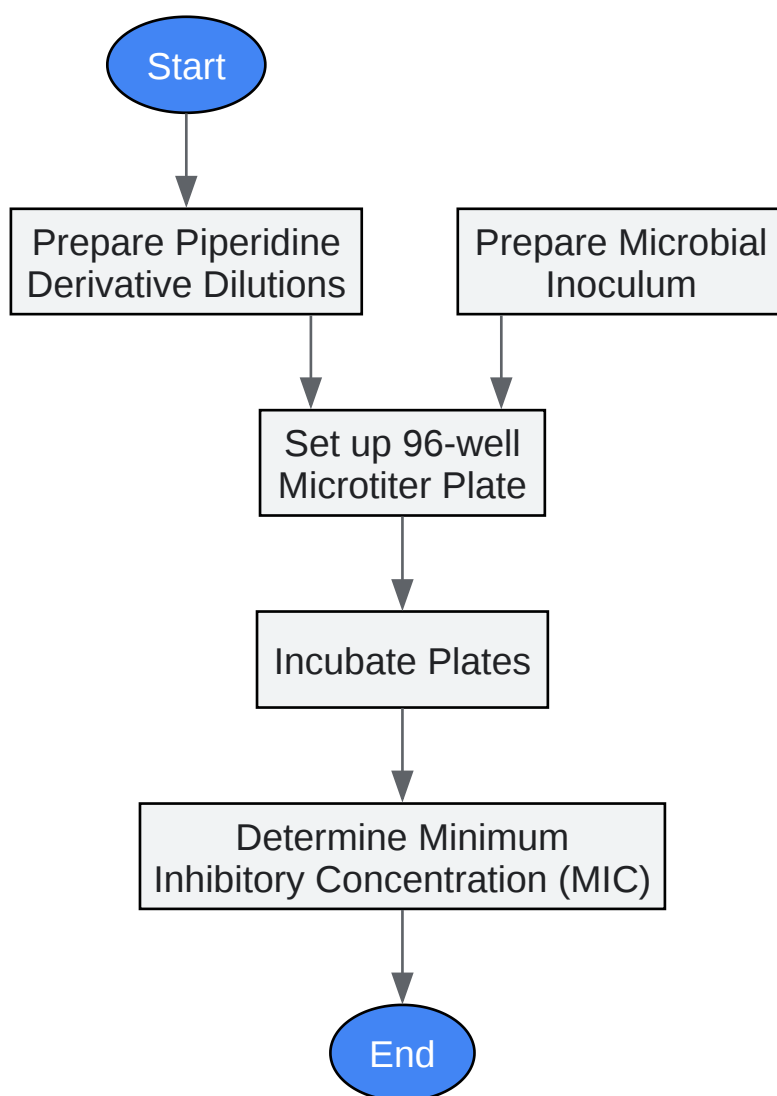 Start
Prepare Piperidine
Derivative Dilutions
Prepare Microbial
Inoculum
Set up 96-well
Microtiter Plate
Incubate Plates
Determine Minimum
Inhibitory Concentration (MIC)
End